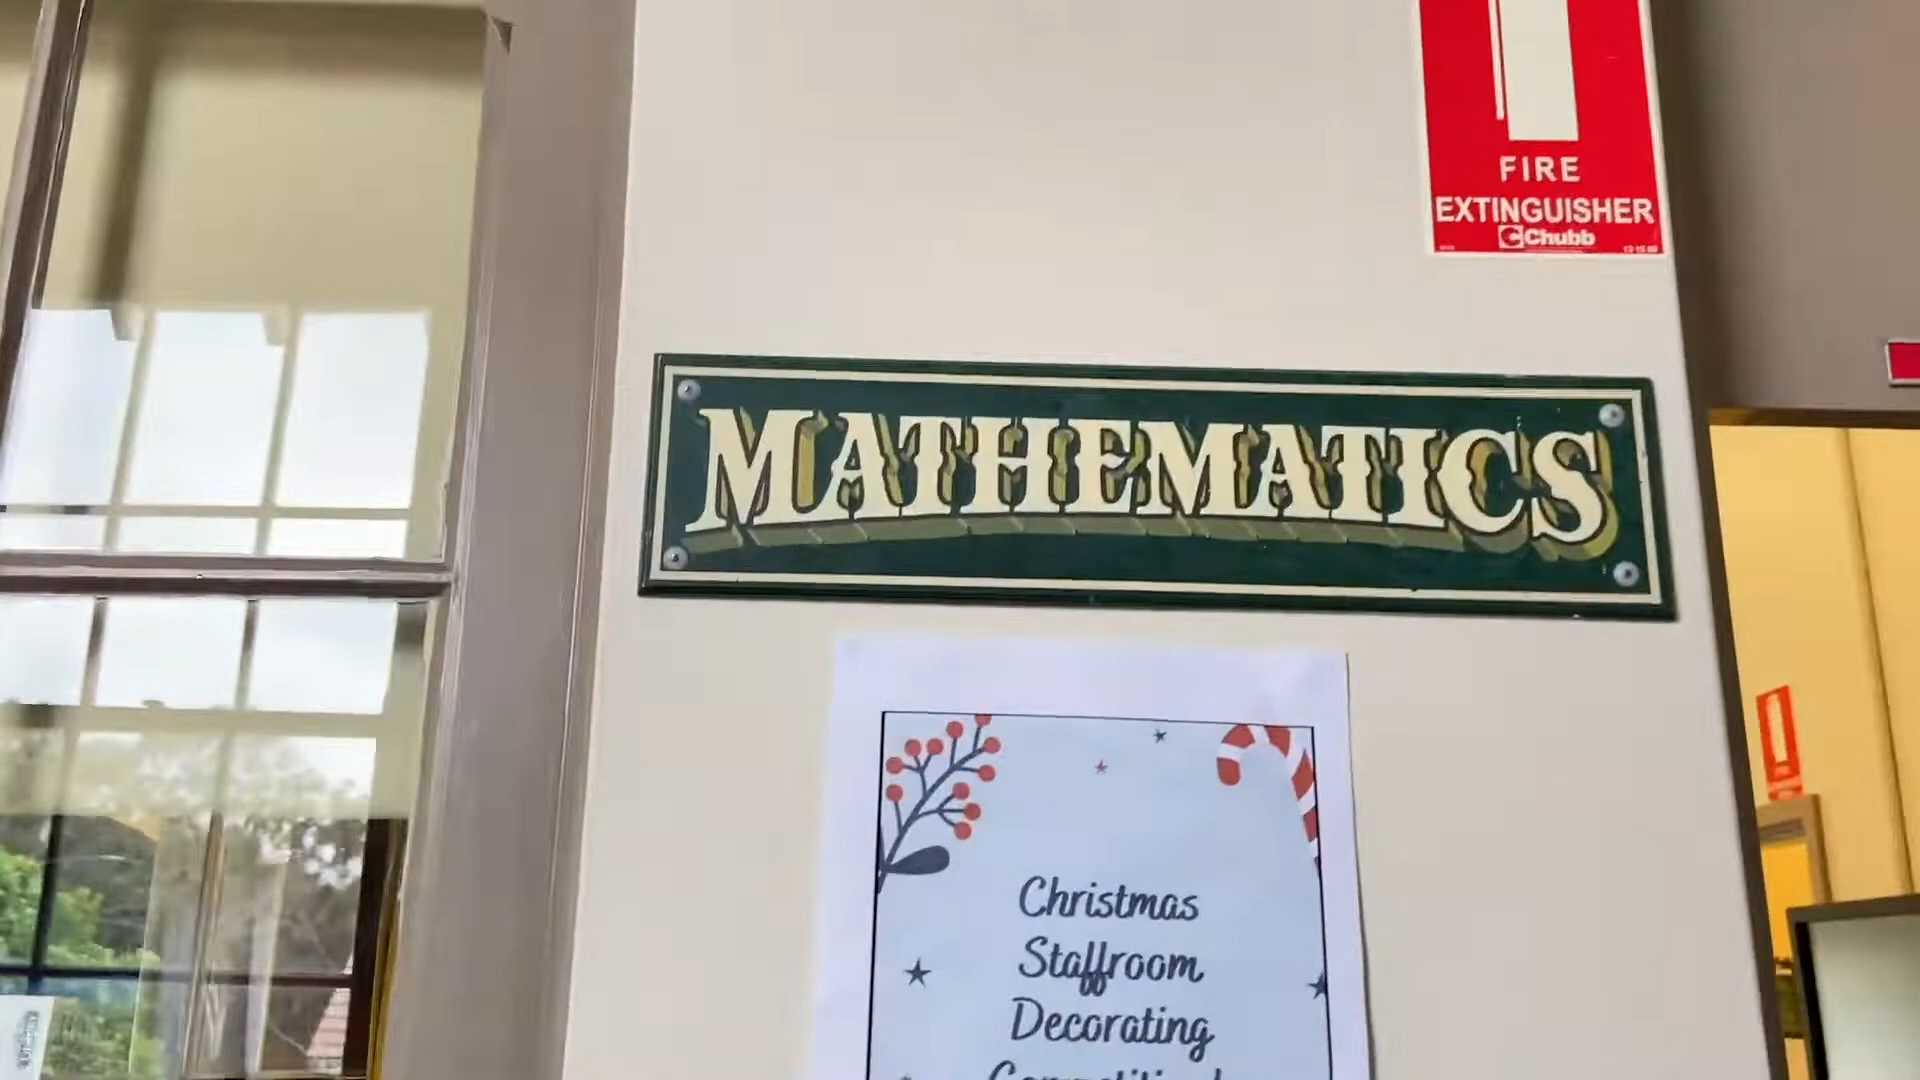 FIRE
EXTINGUISHER
Chubb
MATHEMATICS
Christmas
Staffroom
Decorating